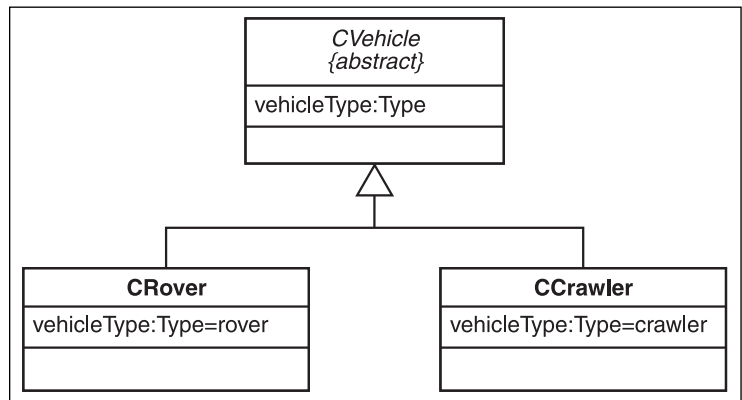 CVehicle
{abstract}
vehicleType:Type
CRover
vehicleType:Type=rover
CCrawler
vehicleType:Type=crawler